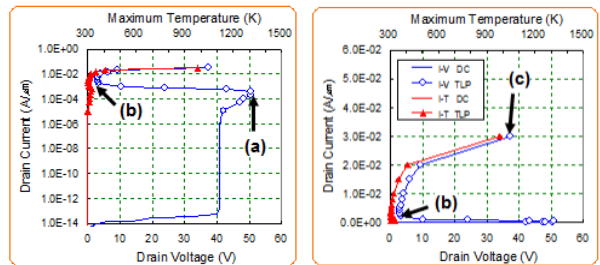 Maximum Temperature (K)
300 600 900 1200 1500
1.0E+00
1.0E-02
1.0E-04
1.0E-06
1.0E-08
1.0E-10
1.0E-12
1.0E-14
Drain Current (A/㎛)
(b)
(a)
0 10 20 30 40 50 60
Drain Voltage (V)
Maximum Temperature (K)
300 600 900 1200 1500
6.0E-02
5.0E-02
4.0E-02
3.0E-02
2.0E-02
1.0E-02
0.0E+00
Drain Current (A/㎛)
I-V DC
I-V TLP
I-T DC
I-T TLP
(c)
(b)
0 10 20 30 40 50 60
Drain Voltage (V)